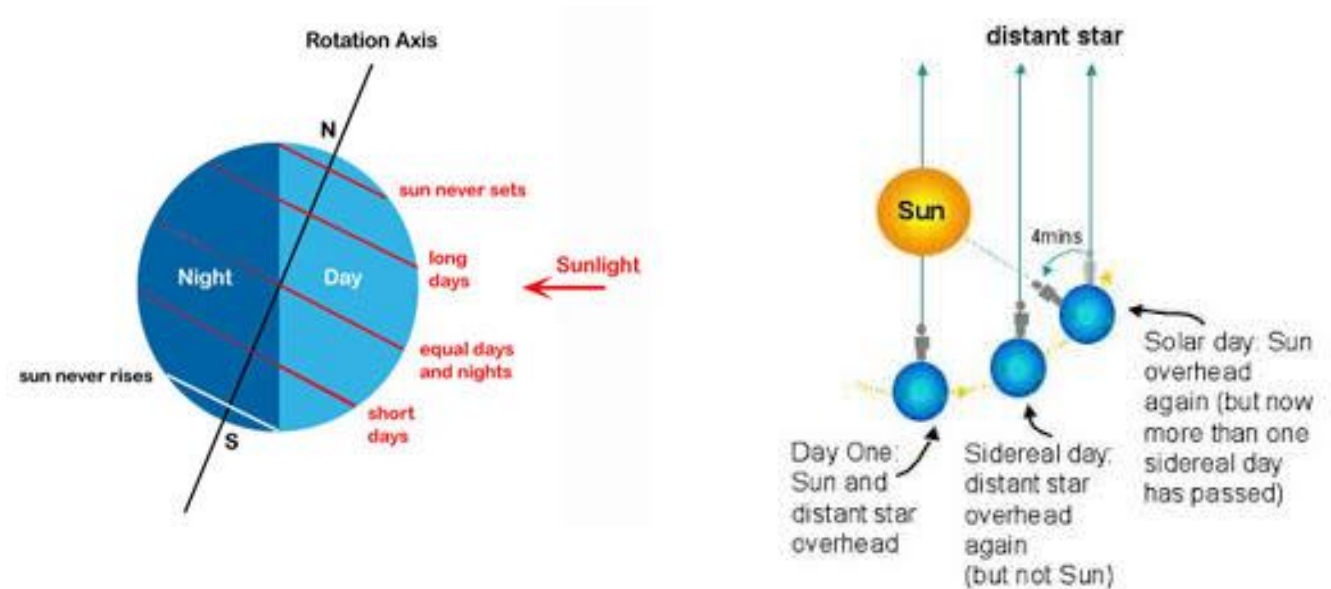 Rotation Axis
N
sun never sets
long
days
Night
Day
Sunlight
equal days
and nights
sun never rises
short
days
S
distant star
Sun
4mins
Day One:
Sun and
distant star
overhead
Sidereal day:
distant star
overhead
again
(but not Sun)
Solar day: Sun
overhead
again (but now
more than one
sidereal day
has passed)